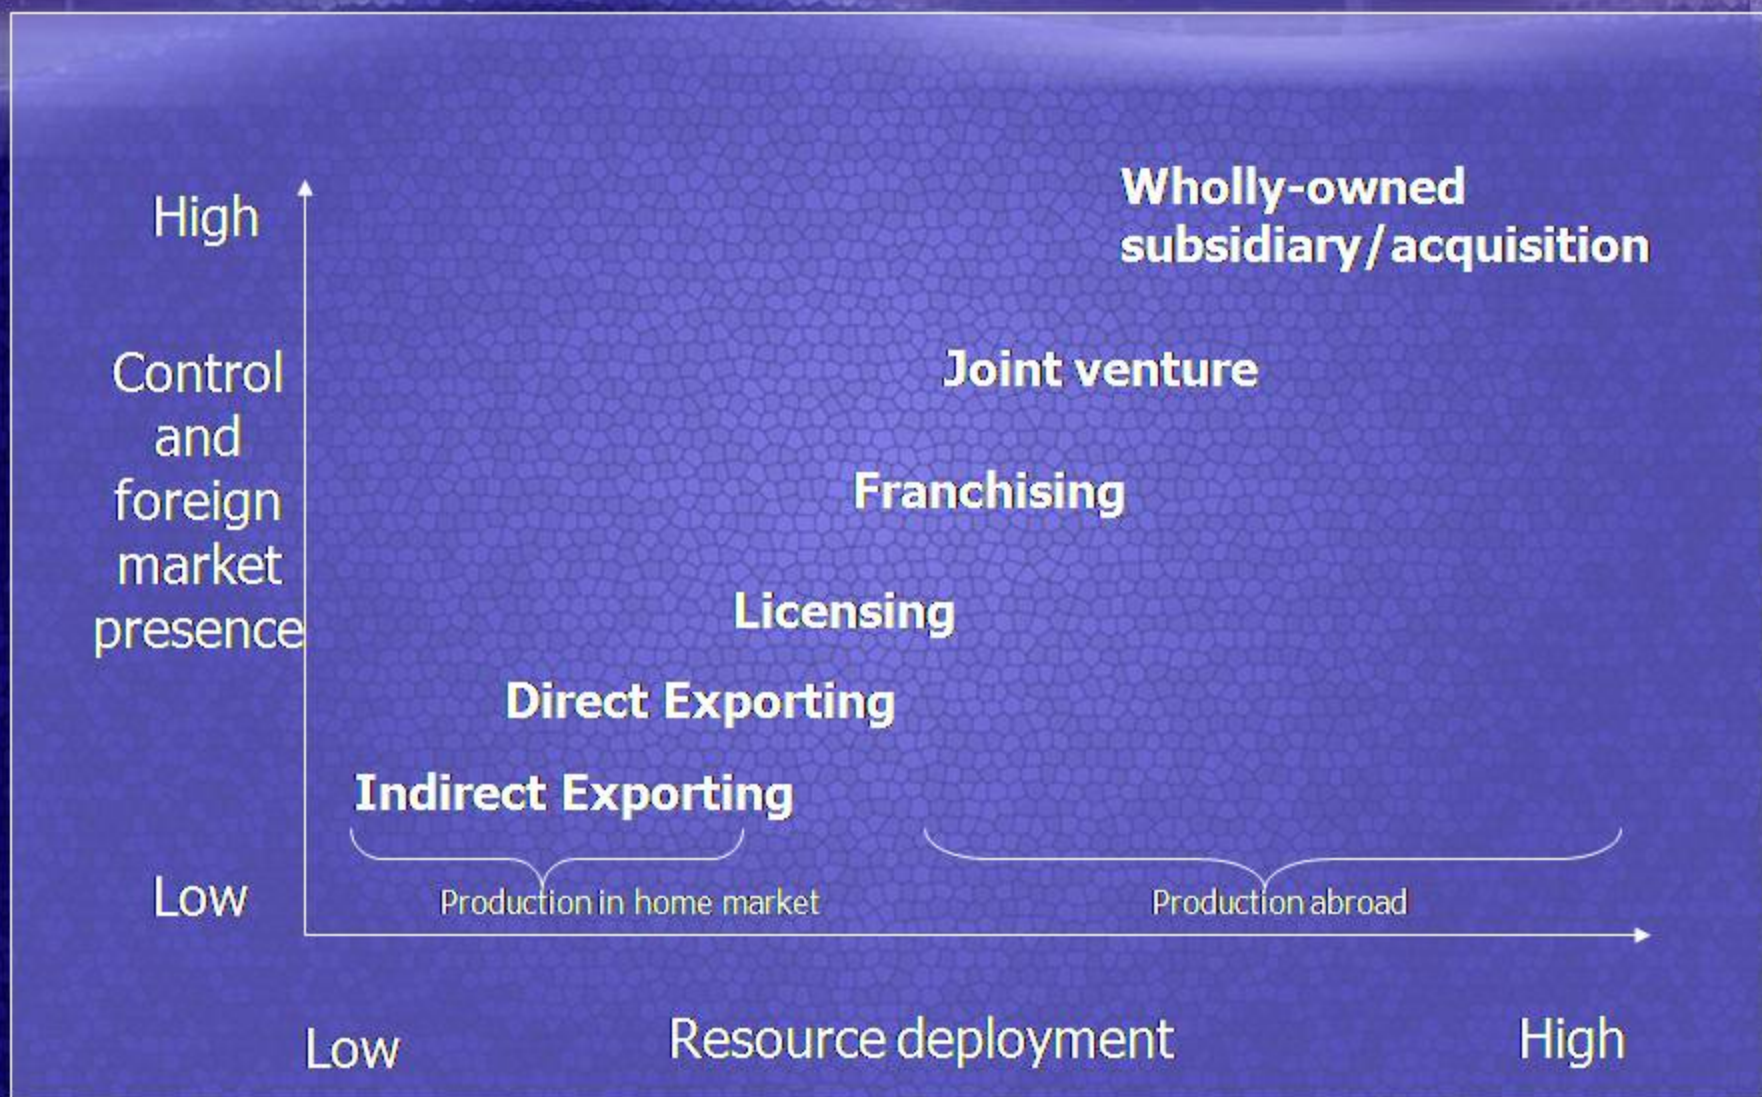 Wholly-owned
subsidiary/acquisition
High
Control
and
foreign
market
presence
Joint venture
Franchising
Licensing
Direct Exporting
Indirect Exporting
Low
Production in home market
Production abroad
Low
Resource deployment
High